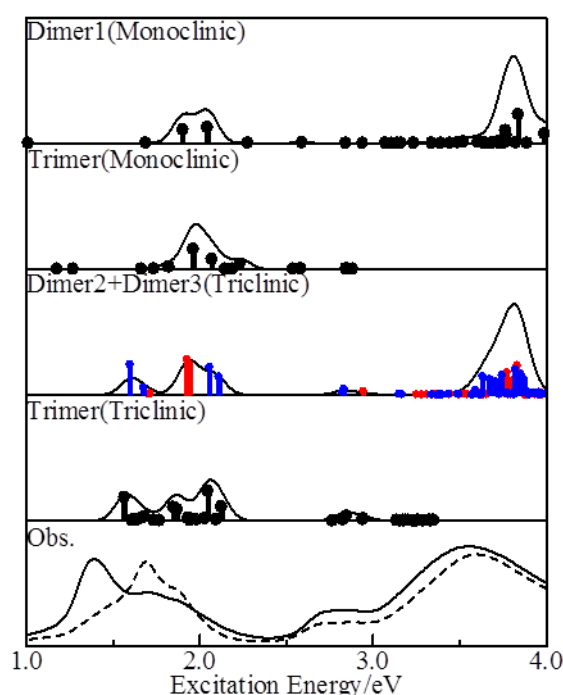 Dimer1(Monoclinic)
Trimer(Monoclinic)
Dimer2+Dimer3(Triclinic)
Trimer(Triclinic)
Obs.
1.0 2.0 3.0 4.0
Excitation Energy/eV